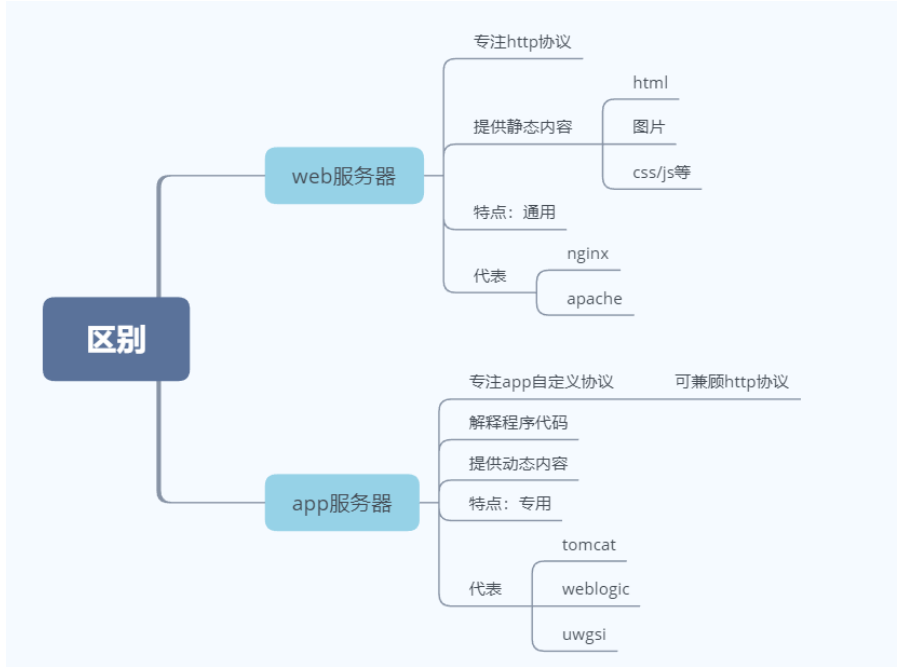 区别
web服务器
专注http协议
提供静态内容
html
图片
css/js等
特点：通用
代表
nginx
apache
app服务器
专注app自定义协议
可兼顾http协议
解释程序代码
提供动态内容
特点：专用
代表
tomcat
weblogic
uwgsi